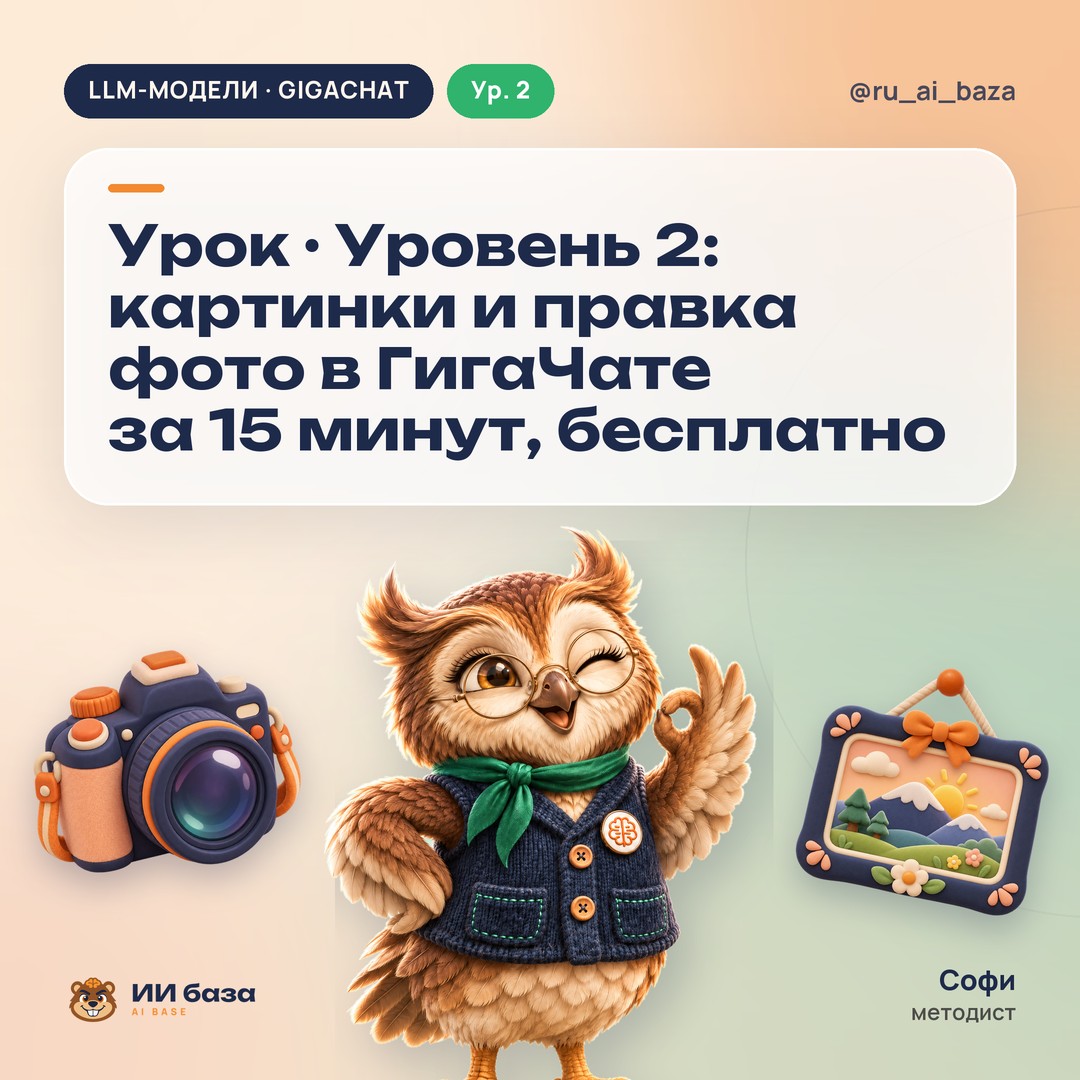 LLM-МОДЕЛИ · GIGACHAT
Ур. 2
@ru_ai_baza
Урок · Уровень 2:
картинки и правка
фото в ГигаЧате
за 15 минут, бесплатно
ИИ база
AI BASE
Софи
методист